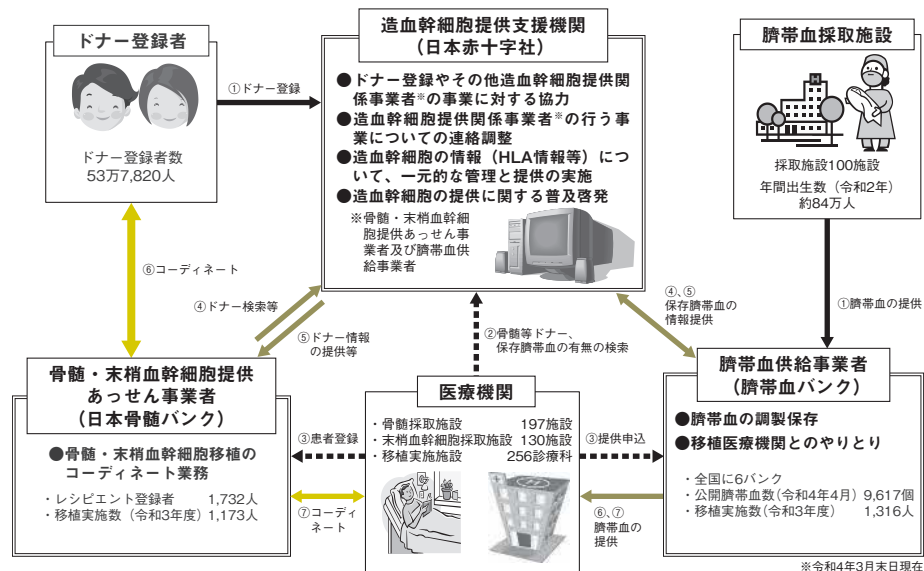 ドナー登録者
ドナー登録者数
53万7,820人
①ドナー登録
造血幹細胞提供支援機関
(日本赤十字社)
●ドナー登録やその他造血幹細胞提供関
係事業者※の事業に対する協力
●造血幹細胞提供関係事業者※の行う事
業についての連絡調整
●造血幹細胞の情報(HLA情報等)につい
て、一元的な管理と提供の実施
●造血幹細胞の提供に関する普及啓発
※骨髄・末梢血幹細
胞提供あっせん事
業者及び臍帯血供
給事業者
臍帯血採取施設
H
採取施設100施設
年間出生数(令和2年)
約84万人
⑥コーディネート
④ドナー検索等
⑤ドナー情報
の提供等
②骨髄等ドナー、
保存臍帯血の有無の検索
④、⑤
保存臍帯血の
情報提供
①臍帯血の提供
骨髄・末梢血幹細胞提供
あっせん事業者
(日本骨髄バンク)
●骨髄・末梢血幹細胞移植の
コーディネート業務
・レシピエント登録者 1,732人
・移植実施数(令和3年度) 1,173人
③患者登録
⑦コーディ
ネート
医療機関
・骨髄採取施設 197施設
・末梢血幹細胞採取施設 130施設
・移植実施施設 256診療科
③提供申込
⑥、⑦
臍帯血の
提供
臍帯血供給事業者
(臍帯血バンク)
●臍帯血の調製保存
●移植医療機関とのやりとり
・全国に6バンク
・公開臍帯血数(令和4年4月) 9,617個
・移植実施数(令和3年度) 1,316人
※令和4年3月末日現在